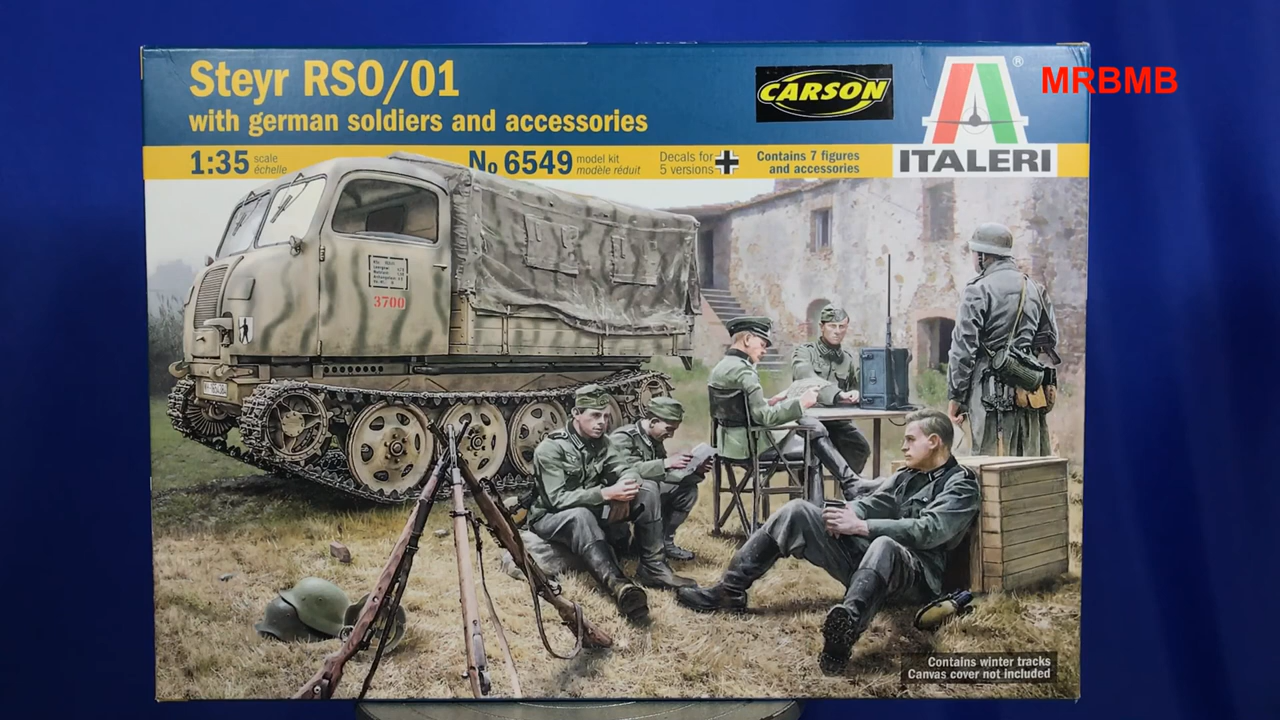 Steyr RSO/01
with german soldiers and accessories
CARSON
ITALERI
®
MRBMB
1:35 scale
échelle
No 6549 model kit
modèle réduit
Decals for
5 versions
Contains 7 figures
and accessories
3700
Contains winter tracks
Canvas cover not included